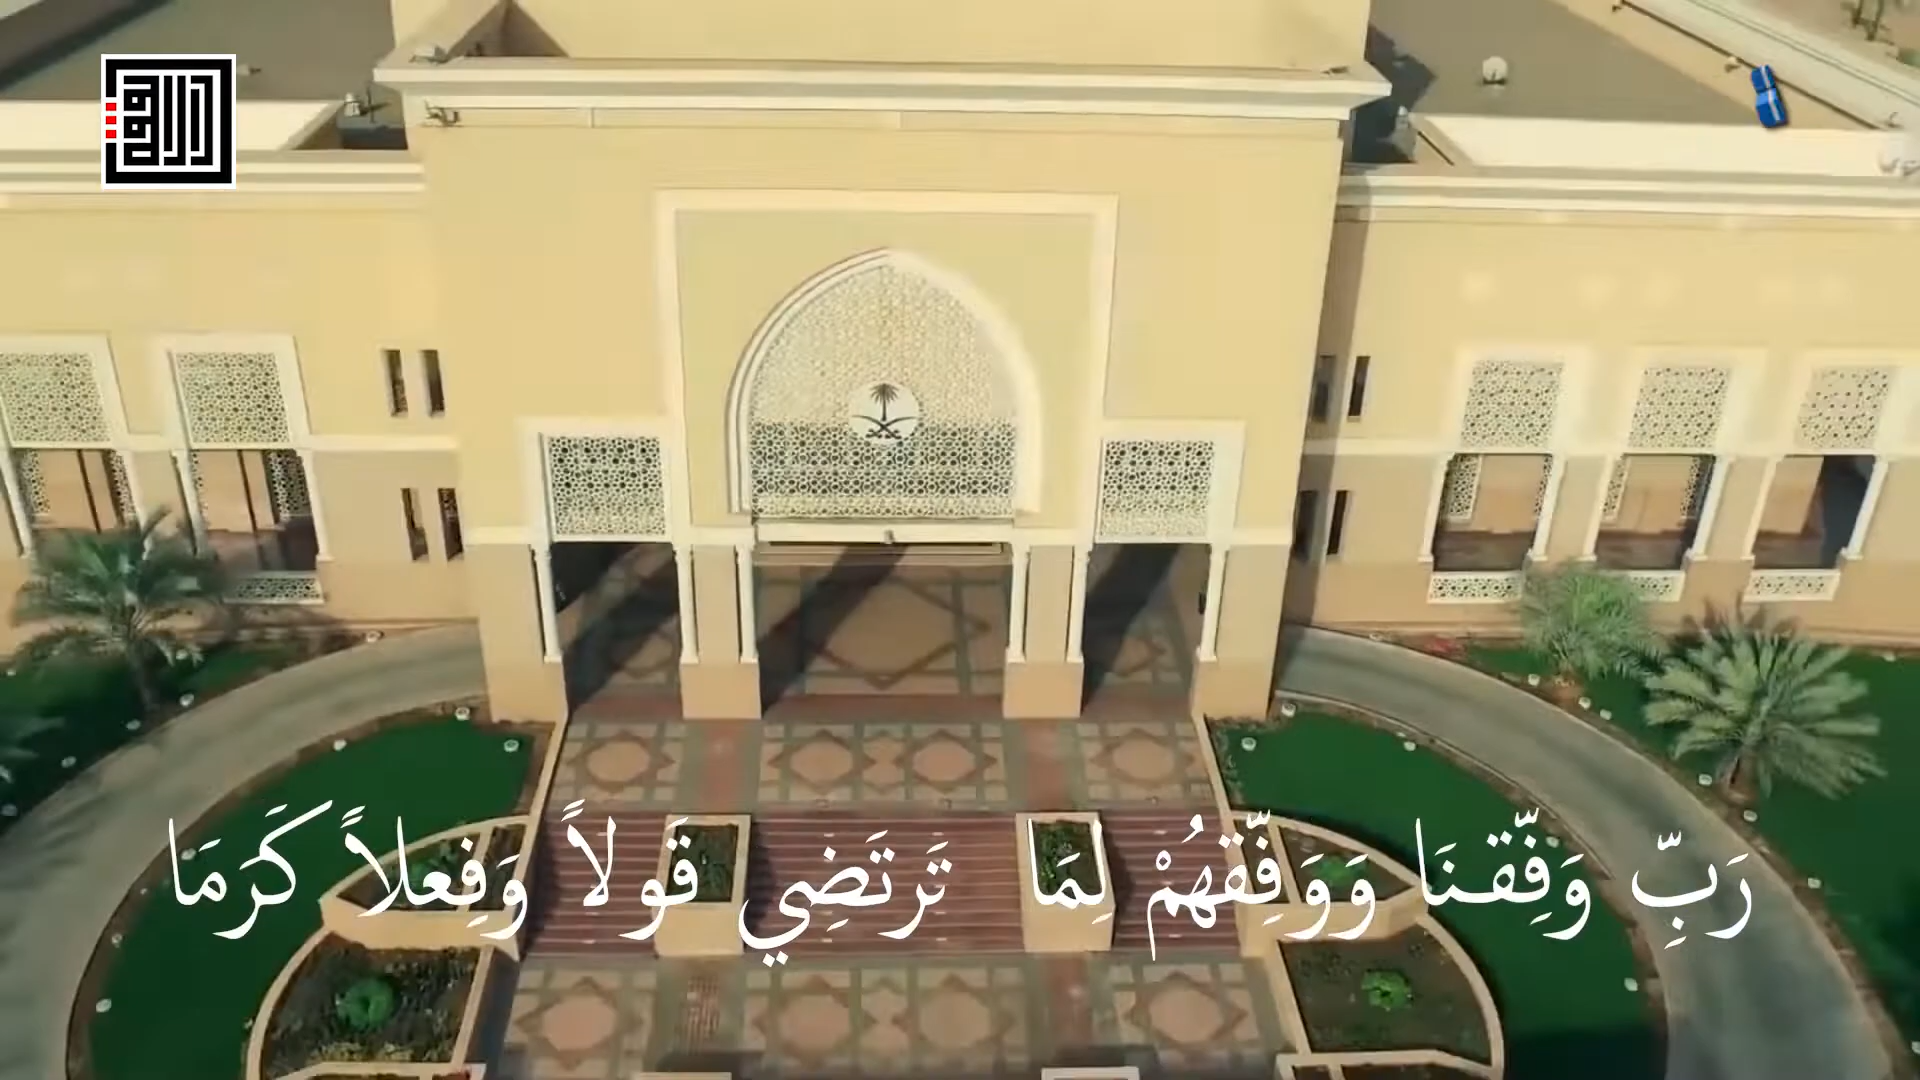 رَبِّ وَفِّقنَا وَوَفِّقهُمْ لِمَا تَرتَضِي قَولاً وَفِعلاً كَرَمَا